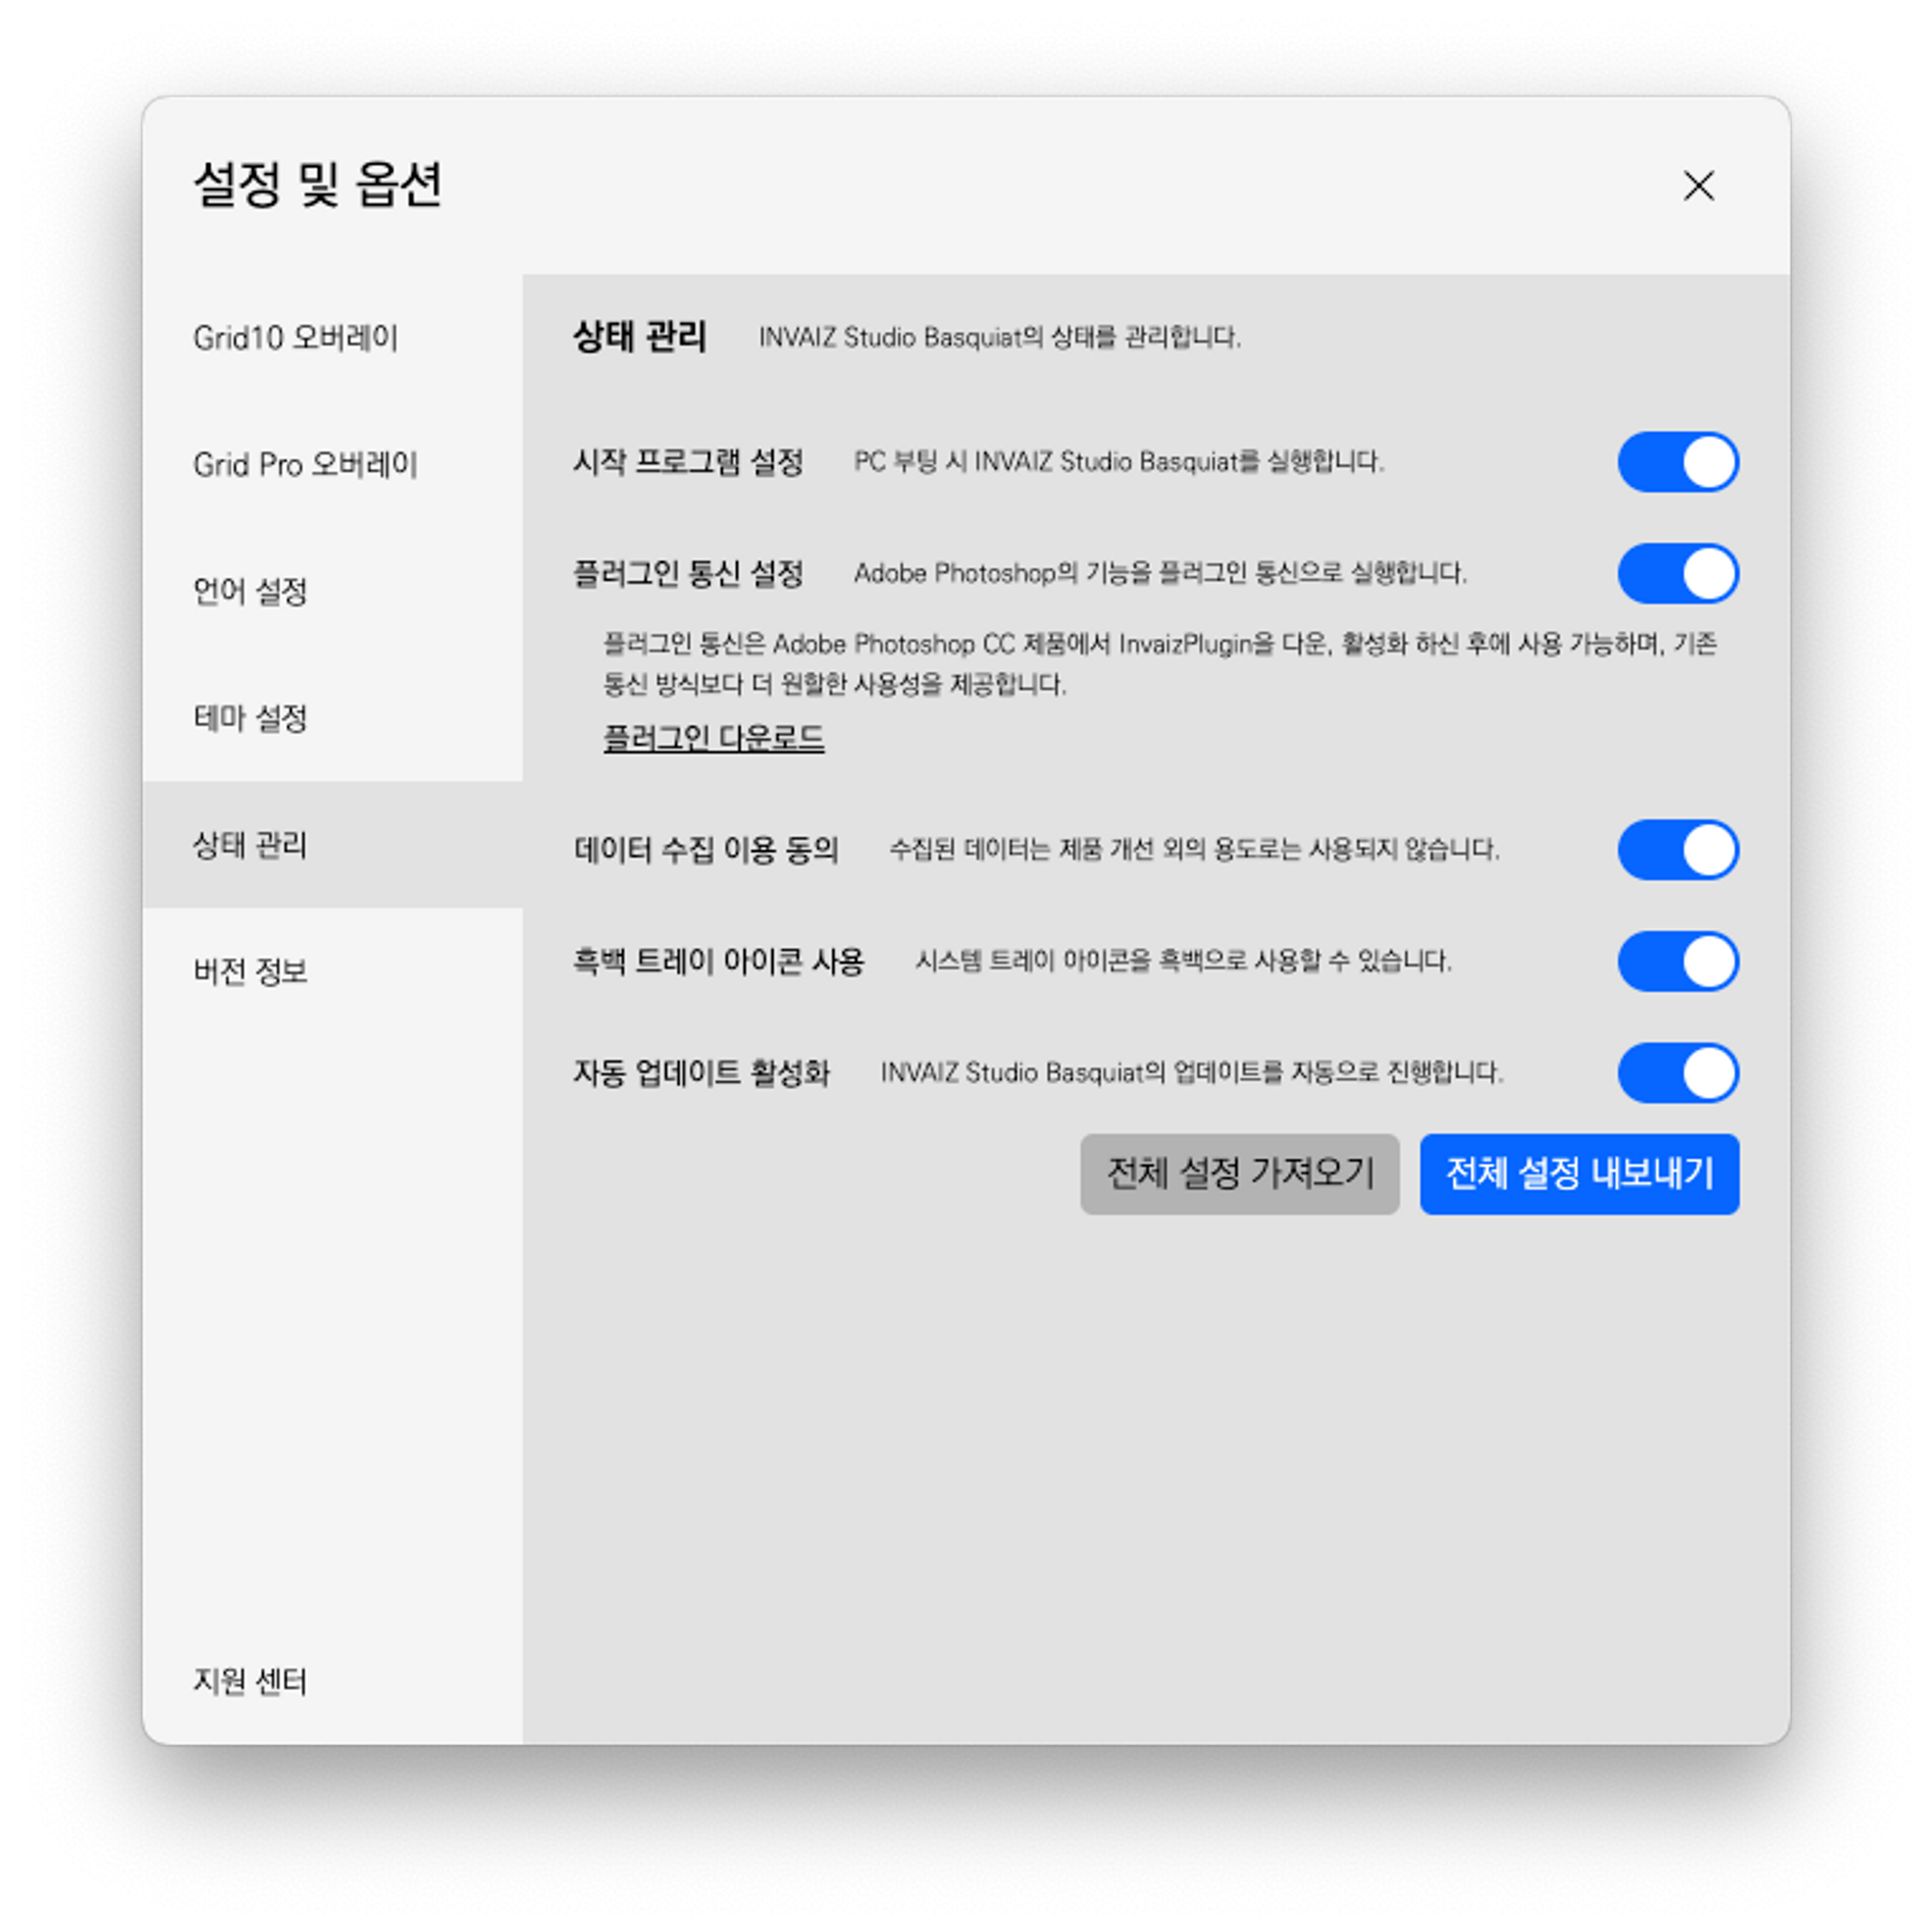 설정 및 옵션
Grid10 오버레이
Grid Pro 오버레이
언어 설정
테마 설정
상태 관리
버전 정보
지원 센터
상태 관리 INVAIZ Studio Basquiat의 상태를 관리합니다.
시작 프로그램 설정 PC 부팅 시 INVAIZ Studio Basquiat를 실행합니다.
플러그인 통신 설정 Adobe Photoshop의 기능을 플러그인 통신으로 실행합니다.
플러그인 통신은 Adobe Photoshop CC 제품에서 InvaizPlugin을 다운, 활성화 하신 후에 사용 가능하며, 기존
통신 방식보다 더 원할한 사용성을 제공합니다.
플러그인 다운로드
데이터 수집 이용 동의 수집된 데이터는 제품 개선 외의 용도로는 사용되지 않습니다.
흑백 트레이 아이콘 사용 시스템 트레이 아이콘을 흑백으로 사용할 수 있습니다.
자동 업데이트 활성화 INVAIZ Studio Basquiat의 업데이트를 자동으로 진행합니다.
전체 설정 가져오기 전체 설정 내보내기